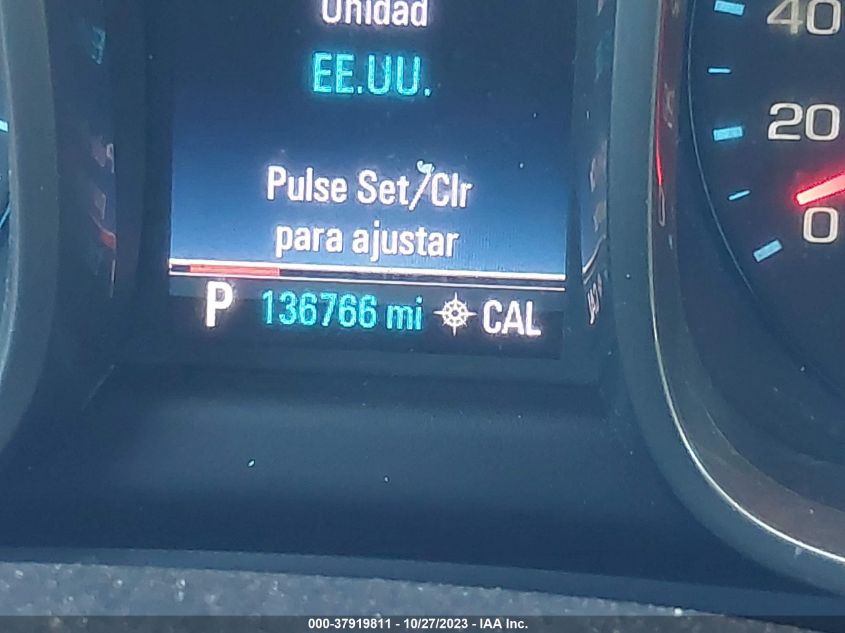 Unidad
EE.UU.
Pulse Set/Clr
para ajustar
P 136766 mi CAL
40
20
0
000-37919811 - 10/27/2023 - IAA Inc.